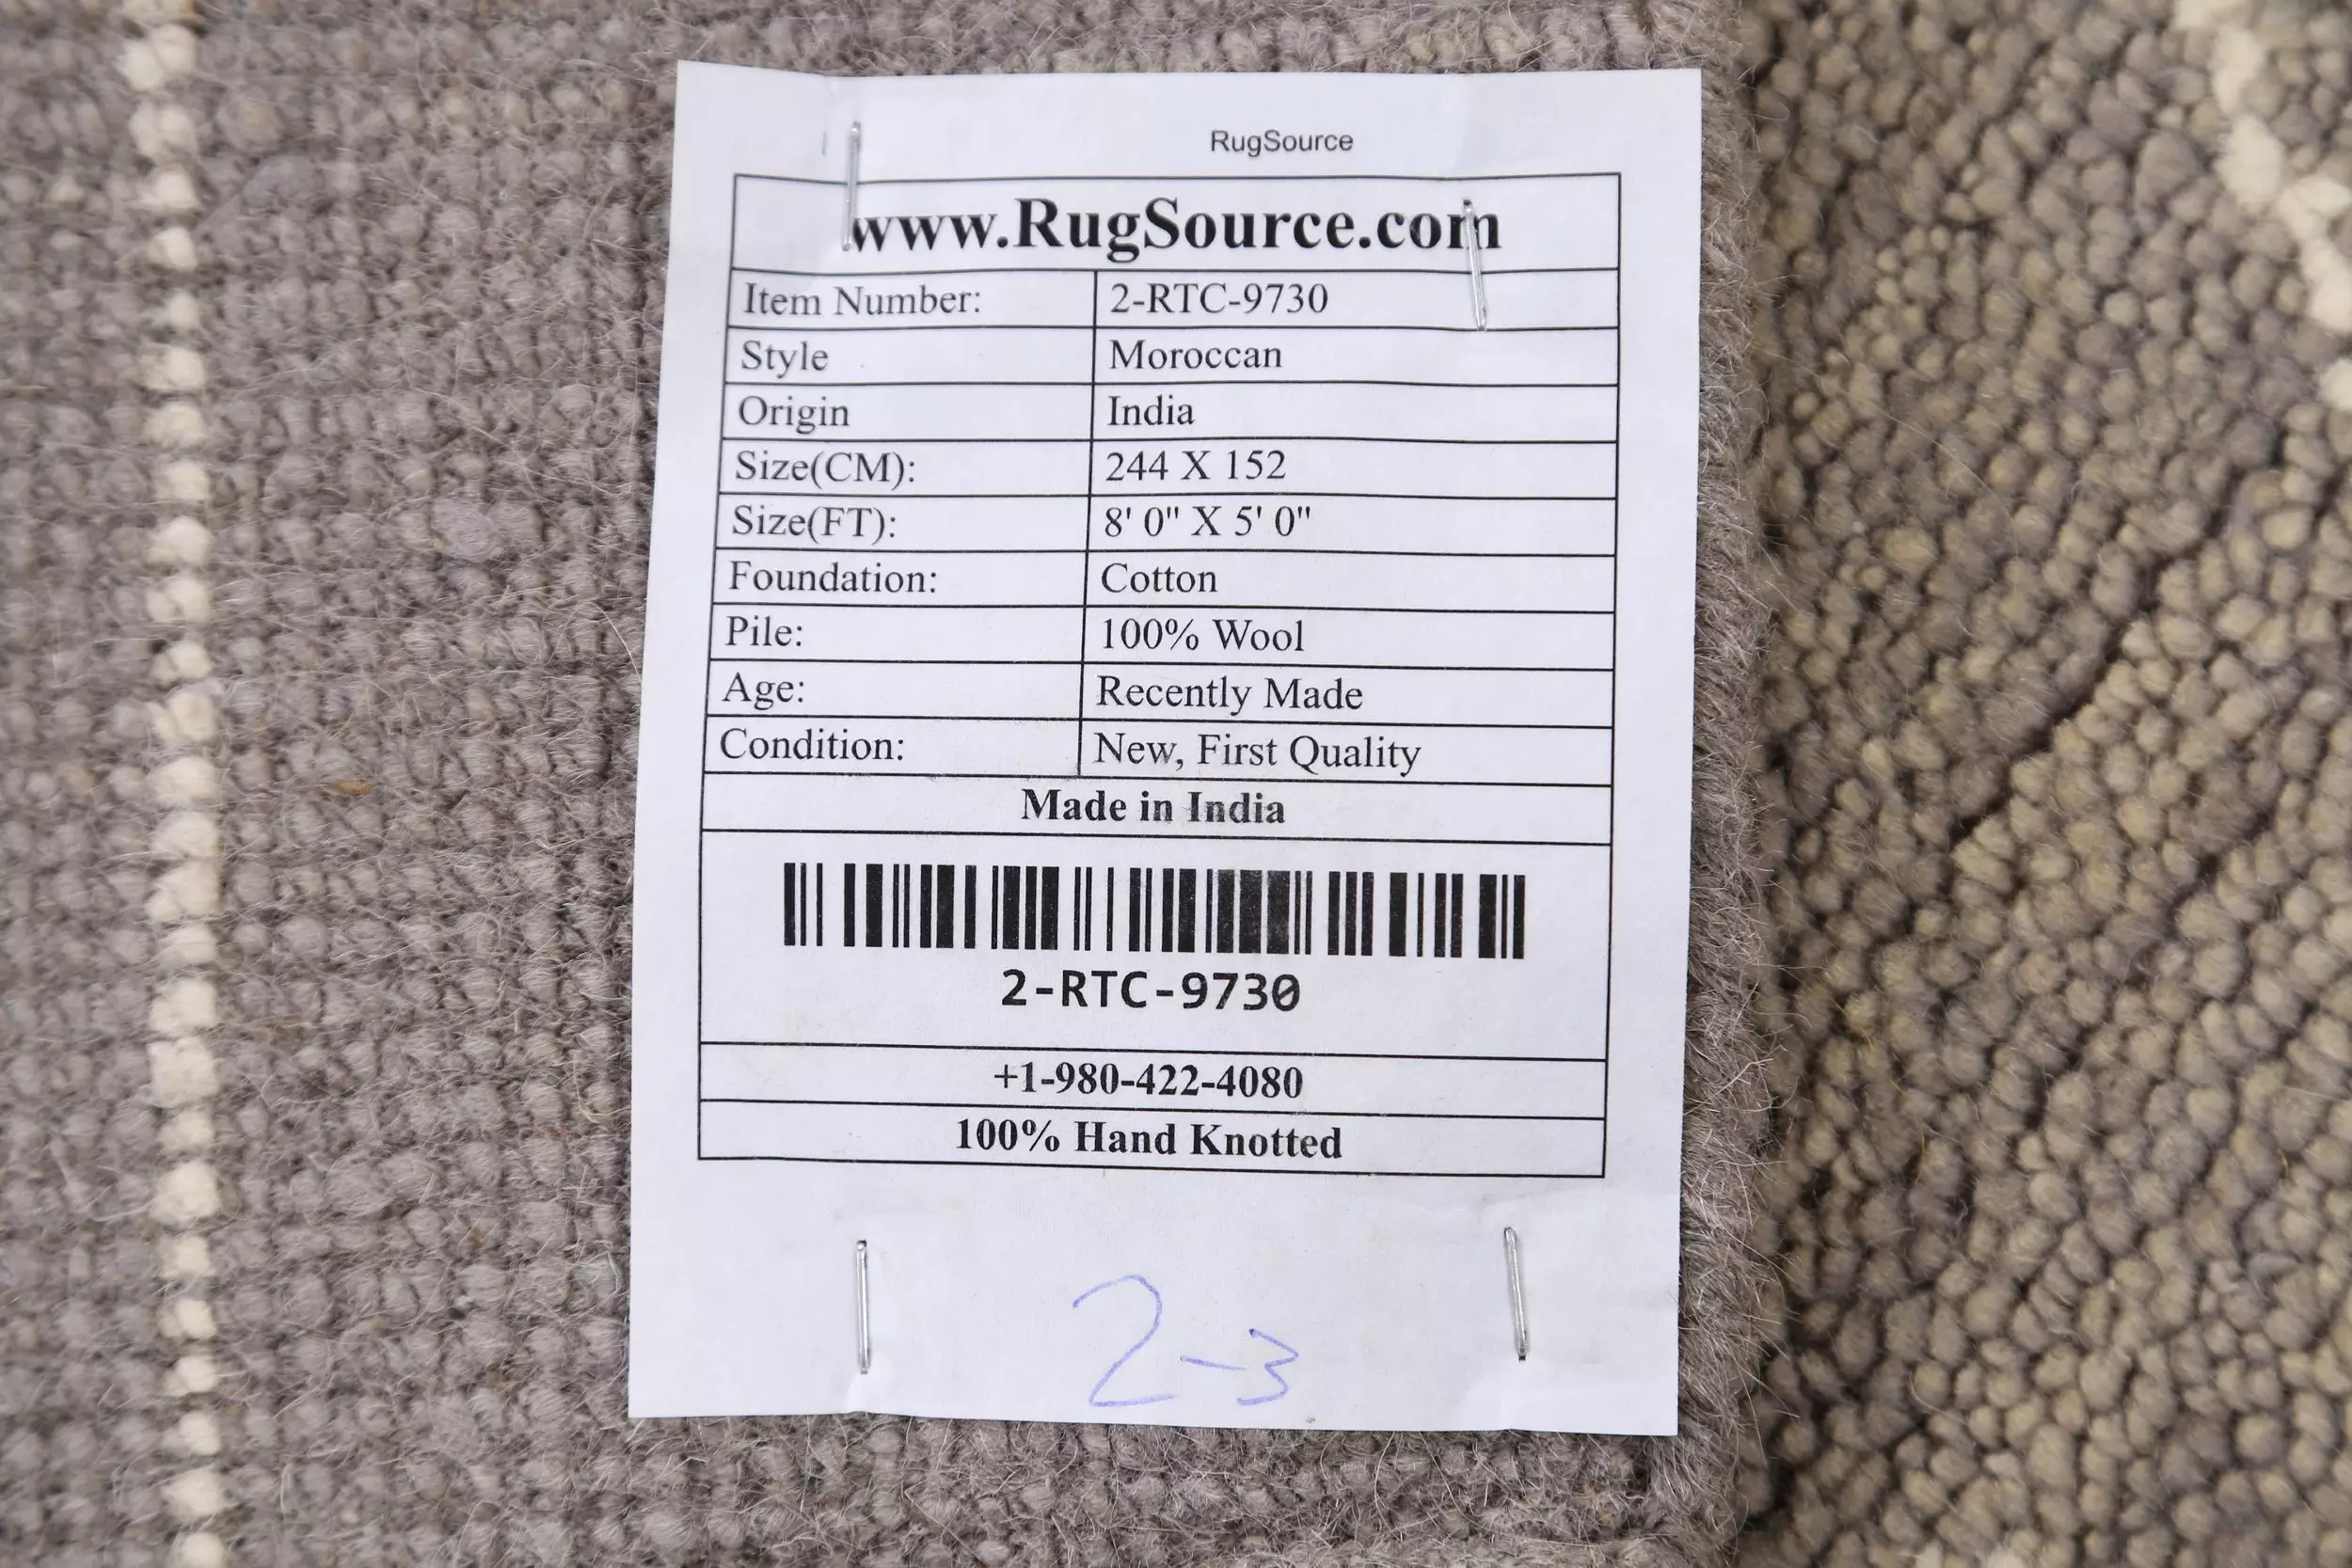 RugSource
www.RugSource.com
Item Number: 2-RTC-9730
Style Moroccan
Origin India
Size(CM): 244 X 152
Size(FT): 8' 0" X 5' 0"
Foundation: Cotton
Pile: 100% Wool
Age: Recently Made
Condition: New, First Quality
Made in India
2-RTC-9730
+1-980-422-4080
100% Hand Knotted
2-3